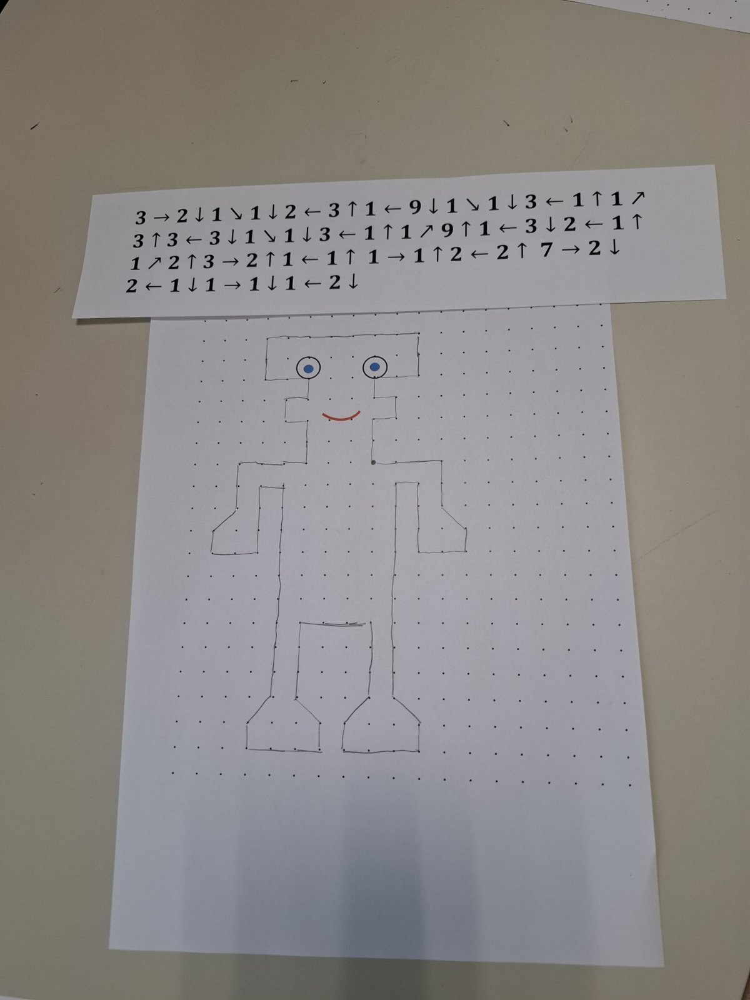 3 → 2 ↓ 1 ↘ 1 ↓ 2 ← 3 ↑ 1 ← 9 ↓ 1 ↘ 1 ↓ 3 ← 1 ↑ 1 ↗
3 ↑ 3 ← 3 ↓ 1 ↘ 1 ↓ 3 ← 1 ↑ 1 ↗ 9 ↑ 1 ← 3 ↓ 2 ← 1 ↑
1 ↗ 2 ↑ 3 → 2 ↑ 1 ← 1 ↑ 1 → 1 ↑ 2 ← 2 ↑ 7 → 2 ↓
2 ← 1 ↓ 1 → 1 ↓ 1 ← 2 ↓